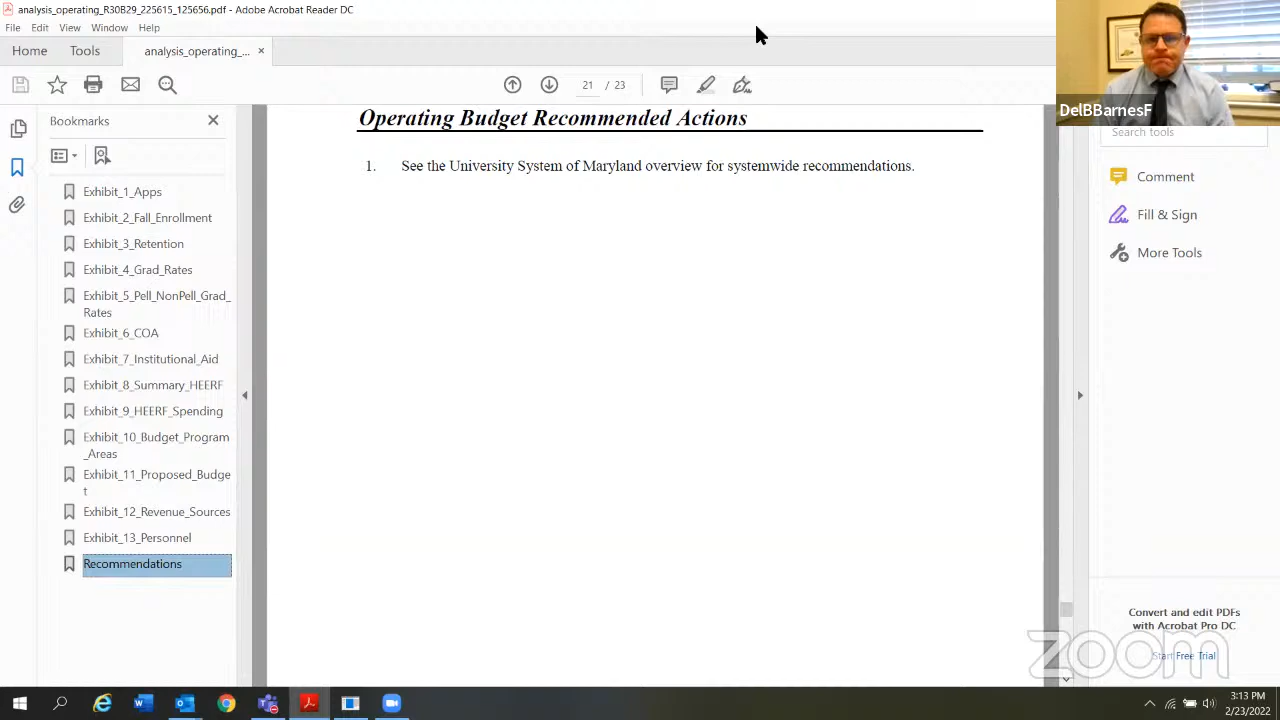 analysis_operating_R30B29_225615_125656.pdf - Adobe Acrobat Reader DC
File Edit View Window Help
Home Tools analysis_operating_... ×
21 / 23
DelBBarnesF
Bookmarks
Operating Budget Recommended Actions
Search tools
1. See the University System of Maryland overview for systemwide recommendations.
Comment
Fill & Sign
More Tools
Exhibit_1_Apps
Exhibit_2_Fall_Enrollment
Exhibit_3_Retention
Exhibit_4_Grad_Rates
Exhibit_5_Pell_NonPell_Grad_
Rates
Exhibit_6_COA
Exhibit_7_Institutional_Aid
Exhibit_8_Summary_HEERF
Exhibit_9_HEERF_Spending
Exhibit_10_Budget_Program
_Areas
Exhibit_11_Proposed_Budge
t
Exhibit_12_Revenue_Sources
Exhibit_13_Personnel
Recommendations
Convert and edit PDFs
with Acrobat Pro DC
Start Free Trial
zoom
3:13 PM
2/23/2022